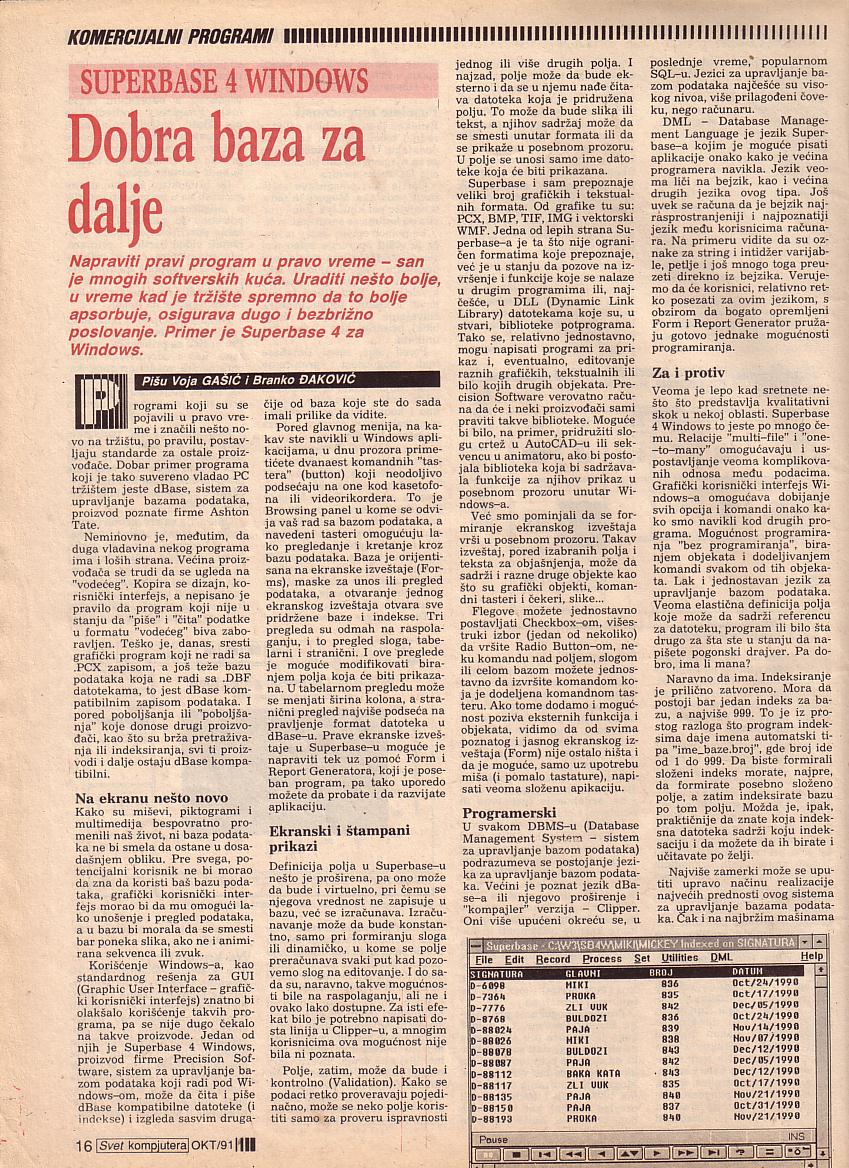 KOMERCIJALNI PROGRAMI
SUPERBASE 4 WINDOWS
Dobra baza za
dalje
Napraviti pravi program u pravo vreme – san
je mnogih softverskih kuća. Uraditi nešto bolje,
u vreme kad je tržište spremno da to bolje
apsorbuje, osigurava dugo i bezbrižno
poslovanje. Primer je Superbase 4 za
Windows.
Pišu Voja GAŠIĆ i Branko ĐAKOVIĆ
Programi koji su se
pojavili u pravo vre-
me i značili nešto no-
vo na tržištu, po pravilu, postav-
ljaju standarde za ostale proiz-
vođače. Dobar primer programa
koji je tako suvereno vladao PC
tržištem jeste dBase, sistem za
upravljanje bazama podataka,
proizvod poznate firme Ashton
Tate.
Neminovno je, međutim, da
duga vladavina nekog programa
ima i loših strana. Većina proiz-
vođača se trudi da se ugleda na
"vodećeg". Kopira se dizajn, ko-
risnički interfejs, a nepisano je
pravilo da program koji nije u
stanju da "piše" i "čita" podatke
u formatu "vodećeg" biva zabo-
ravljen. Teško je, danas, sresti
grafički program koji ne radi sa
.PCX zapisom, a još teže bazu
podataka koja ne radi sa .DBF
datotekama, to jest dBase kom-
patibilnim zapisom podataka. I
pored poboljšanja ili "poboljša-
nja" koje donose drugi proizvo-
đači, kao što su brža pretraživa-
nja ili indeksiranja, svi ti proiz-
vodi i dalje ostaju dBase kompa-
tibilni.
Na ekranu nešto novo
Kako su miševi, piktogrami i
multimedija bespovratno pro-
menili naš život, ni baza podata-
ka ne bi smela da ostane u dosa-
dašnjem obliku. Pre svega, po-
tencijalni korisnik ne bi morao
da zna da koristi baš bazu poda-
taka, grafički korisnički inter-
fejs morao bi da mu omogući la-
ko unošenje i pregled podataka,
a u bazu bi morala da se smesti
bar poneka slika, ako ne i animi-
rana sekvenca ili zvuk.
Korišćenje Windows–a, kao
standardnog rešenja za GUI
(Graphic User Interface – grafič-
ki korisnički interfejs) znatno bi
olakšalo korišćenje takvih pro-
grama, pa se nije dugo čekalo
na takve proizvode. Jedan od
njih je Superbase 4 Windows,
proizvod firme Precision Sof-
tware, sistem za upravljanje ba-
zom podataka koji radi pod Wi-
ndows–om, može da čita i piše
dBase kompatibilne datoteke (i
indekse) i izgleda sasvim druga-
čije od baza koje ste do sada
imali prilike da vidite.
Pored glavnog menija, na ka-
kav ste navikli u Windows apli-
kacijama, u dnu prozora prime-
tićete dvanaest komandnih "tas-
tera" (button) koji neodoljivo
podsećaju na one kod kasetofo-
na ili videorikordera. To je
Browsing panel u kome se odvi-
ja vaš rad sa bazom podataka, a
navedeni tasteri omogućuju la-
ko pregledanje i kretanje kroz
bazu podataka. Baza je orijenti-
sana na ekranske izveštaje (For-
ms), maske za unos ili pregled
podataka, a otvaranje jednog
ekranskog izveštaja otvara sve
pridružene baze i indekse. Tri
pregleda su odmah na raspola-
ganju, i to pregled sloga, tabe-
larni i stranični. I ove preglede
je moguće modifikovati bira-
njem polja koja će biti prikaza-
na. U tabelarnom pregledu može
se menjati širina kolona, a stra-
nični pregled najviše podseća na
pravljenje format datoteka u
dBase–u. Prave ekranske izveš-
taje u Superbase–u moguće je
napraviti tek uz pomoć Form i
Report Generatora, koji je pose-
ban program, pa tako uporedo
možete da probate i da razvijate
aplikaciju.
Ekranski i štampani
prikazi
Definicija polja u Superbase–u
nešto je proširena, pa ono može
da bude i virtuelno, pri čemu se
njegova vrednost ne zapisuje u
bazu, već se izračunava. Izraču-
navanje može da bude konstan-
tno, samo pri formiranju sloga
ili dinamičko, u kome se polje
preračunava svaki put kad po-
zovemo slog na editovanje. I do sa-
da su, naravno, takve mogućnos-
ti bile na raspolaganju, ali ne i
ovako lako dostupne. Za isti efe-
kat bilo je potrebno napisati dos-
ta linija u Clipper–u, a mnogim
korisnicima ova mogućnost nije
bila ni poznata.
Polje, zatim, može da bude i
kontrolno (Validation). Kako se
podaci retko proveravaju pojedi-
načno, može se neko polje koris-
titi samo za proveru ispravnosti
jednog ili više drugih polja. I
najzad, polje može da bude ek-
sterno i da se u njemu nađe čita-
va datoteka koja je pridružena
polju. To može da bude slika ili
tekst, a njihov sadržaj može da
se smesti unutar formata ili da
se prikaže u posebnom prozoru.
U polje se unosi samo ime dato-
teke koja će biti prikazana.
Superbase i sam prepoznaje
veliki broj grafičkih i tekstual-
nih formata. Od grafike tu su:
PCX, BMP, TIF, IMG i vektorski
WMF. Jedna od lepih strana Su-
perbase–a je ta što nije ograni-
čen formatima koje prepoznaje,
već je u stanju da pozove na iz-
vršenje i funkcije koje se nalaze
u drugim programima ili, naj-
češće, u DLL (Dynamic Link
Library) datotekama koje su, u
stvari, biblioteke potprograma.
Tako se, relativno jednostavno,
mogu napisati programi za pri-
kaz i, eventualno, editovanje
raznih grafičkih, tekstualnih ili
bilo kojih drugih objekata. Pre-
cision Software verovatno raču-
na da će i neki proizvođači sami
praviti takve biblioteke. Moguće
bi bilo, na primer, pridružiti slo-
gu crtež u AutoCAD–u ili sek-
vencu u animatoru, ako bi posto-
jala biblioteka koja bi sadržava-
la funkcije za njihov prikaz u
posebnom prozoru unutar Wi-
ndows–a.
Već smo pominjali da se for-
miranje ekranskog izveštaja
vrši u posebnom prozoru. Takav
izveštaj, pored izabranih polja i
teksta za objašnjenja, može da
sadrži i razne druge objekte kao
što su grafički objekti, koman-
dni tasteri i čekeri, slike...
Flegove možete jednostavno
postavljati Checkbox–om, višes-
truki izbor (jedan od nekoliko)
da vršite Radio Button–om, ne-
ku komandu nad poljem, slogom
ili celom bazom možete jednos-
tavno da izvršite komandom ko-
ja je dodeljena komandnom tas-
teru. Ako tome dodamo i moguć-
nost poziva eksternih funkcija i
objekata, vidimo da od svima
poznatog i jasnog ekranskog iz-
veštaja (Form) nije ostalo ništa i
da je moguće, samo uz upotrebu
miša (i pomalo tastature), napi-
sati veoma složenu apikaciju.
Programerski
U svakom DBMS–u (Database
Management System – sistem
za upravljanje bazom podataka)
podrazumeva se postojanje jezi-
ka za upravljanje bazom podata-
ka. Većini je poznat jezik dBa-
se–a ili njegovo proširenje i
"kompajler" verzija – Clipper.
Oni više upućeni okreću se, u
poslednje vreme, popularnom
SQL–u. Jezici za upravljanje ba-
zom podataka najčešće su viso-
kog nivoa, više prilagođeni čove-
ku, nego računaru.
DML – Database Manage-
ment Language je jezik Super-
base–a kojim je moguće pisati
aplikacije onako kako je većina
programera navikla. Jezik veo-
ma liči na bejzik, kao i većina
drugih jezika ovog tipa. Još
uvek se računa da je bejzik naj-
rasprostranjeniji i najpoznatiji
jezik među korisnicima računa-
ra. Na primeru vidite da su oz-
nake za string i intidžer varijab-
le, petlje i još mnogo toga preu-
zeti direkno iz bejzika. Veruje-
mo da će korisnici, relativno ret-
ko posezati za ovim jezikom, s
obzirom da bogato opremljeni
Form i Report Generator pruža-
ju gotovo jednake mogućnosti
programiranja.
Za i protiv
Veoma je lepo kad sretnete ne-
što što predstavlja kvalitativni
skok u nekoj oblasti. Superbase
4 Windows to jeste po mnogo če-
mu. Relacije "multi–file" i "one-
–to–many" omogućavaju i us-
postavljanje veoma komplikova-
nih odnosa među podacima.
Grafički korisnički interfejs Wi-
ndows–a omogućava dobijanje
svih opcija i komandi onako ka-
ko smo navikli kod drugih pro-
grama. Mogućnost programira-
nja "bez programiranja", bira-
njem objekata i dodeljivanjem
komandi svakom od tih objeka-
ta. Lak i jednostavan jezik za
upravljanje bazom podataka.
Veoma elastična definicija polja
koje može da sadrži referencu
za datoteku, program ili bilo šta
drugo za šta ste u stanju da na-
pišete pogonski drajver. Pa do-
bro, ima li mana?
Naravno da ima. Indeksiranje
je prilično zatvoreno. Mora da
postoji bar jedan indeks za ba-
zu, a najviše 999. To je iz pro-
stog razloga što program indek-
sima daje imena automatski ti-
pa "ime_baze.broj", gde broj ide
od 1 do 999. Da biste formirali
složeni indeks morate, najpre,
da formirate posebno složeno
polje, a zatim indeksirate bazu
po tom polju. Možda je, ipak,
praktičnije da znate koja indek-
sna datoteka sadrži koju indek-
saciju i da možete da ih birate i
učitavate po želji.
Najviše zamerki može se upu-
titi upravo načinu realizacije
najvećih prednosti ovog sistema
za upravljanje bazama podata-
ka. Čak i na najbržim mašinama
Superbase - C:\W3\SB4W\MIKI\MICKEY Indexed on SIGNATURA
File Edit Record Process Set Utilities DML Help
SIGNATURA GLAVNI BROJ DATUM
D-6098 MIKI 836 Oct/24/1990
D-7364 PROKA 835 Oct/17/1990
D-7776 ZLI VUK 842 Dec/05/1990
D-8768 BULDOZI 836 Oct/24/1990
D-88024 PAJA 839 Nov/14/1990
D-88026 MIKI 838 Nov/07/1990
D-88078 BULDOZI 843 Dec/12/1990
D-88087 PAJA 842 Dec/05/1990
D-88112 BAKA KATA 843 Dec/12/1990
D-88117 ZLI VUK 835 Oct/17/1990
D-88135 PAJA 840 Nov/21/1990
D-88150 PAJA 837 Oct/31/1990
D-88193 PROKA 840 Nov/21/1990
Pause INS
16 Svet kompjutera OKT/91